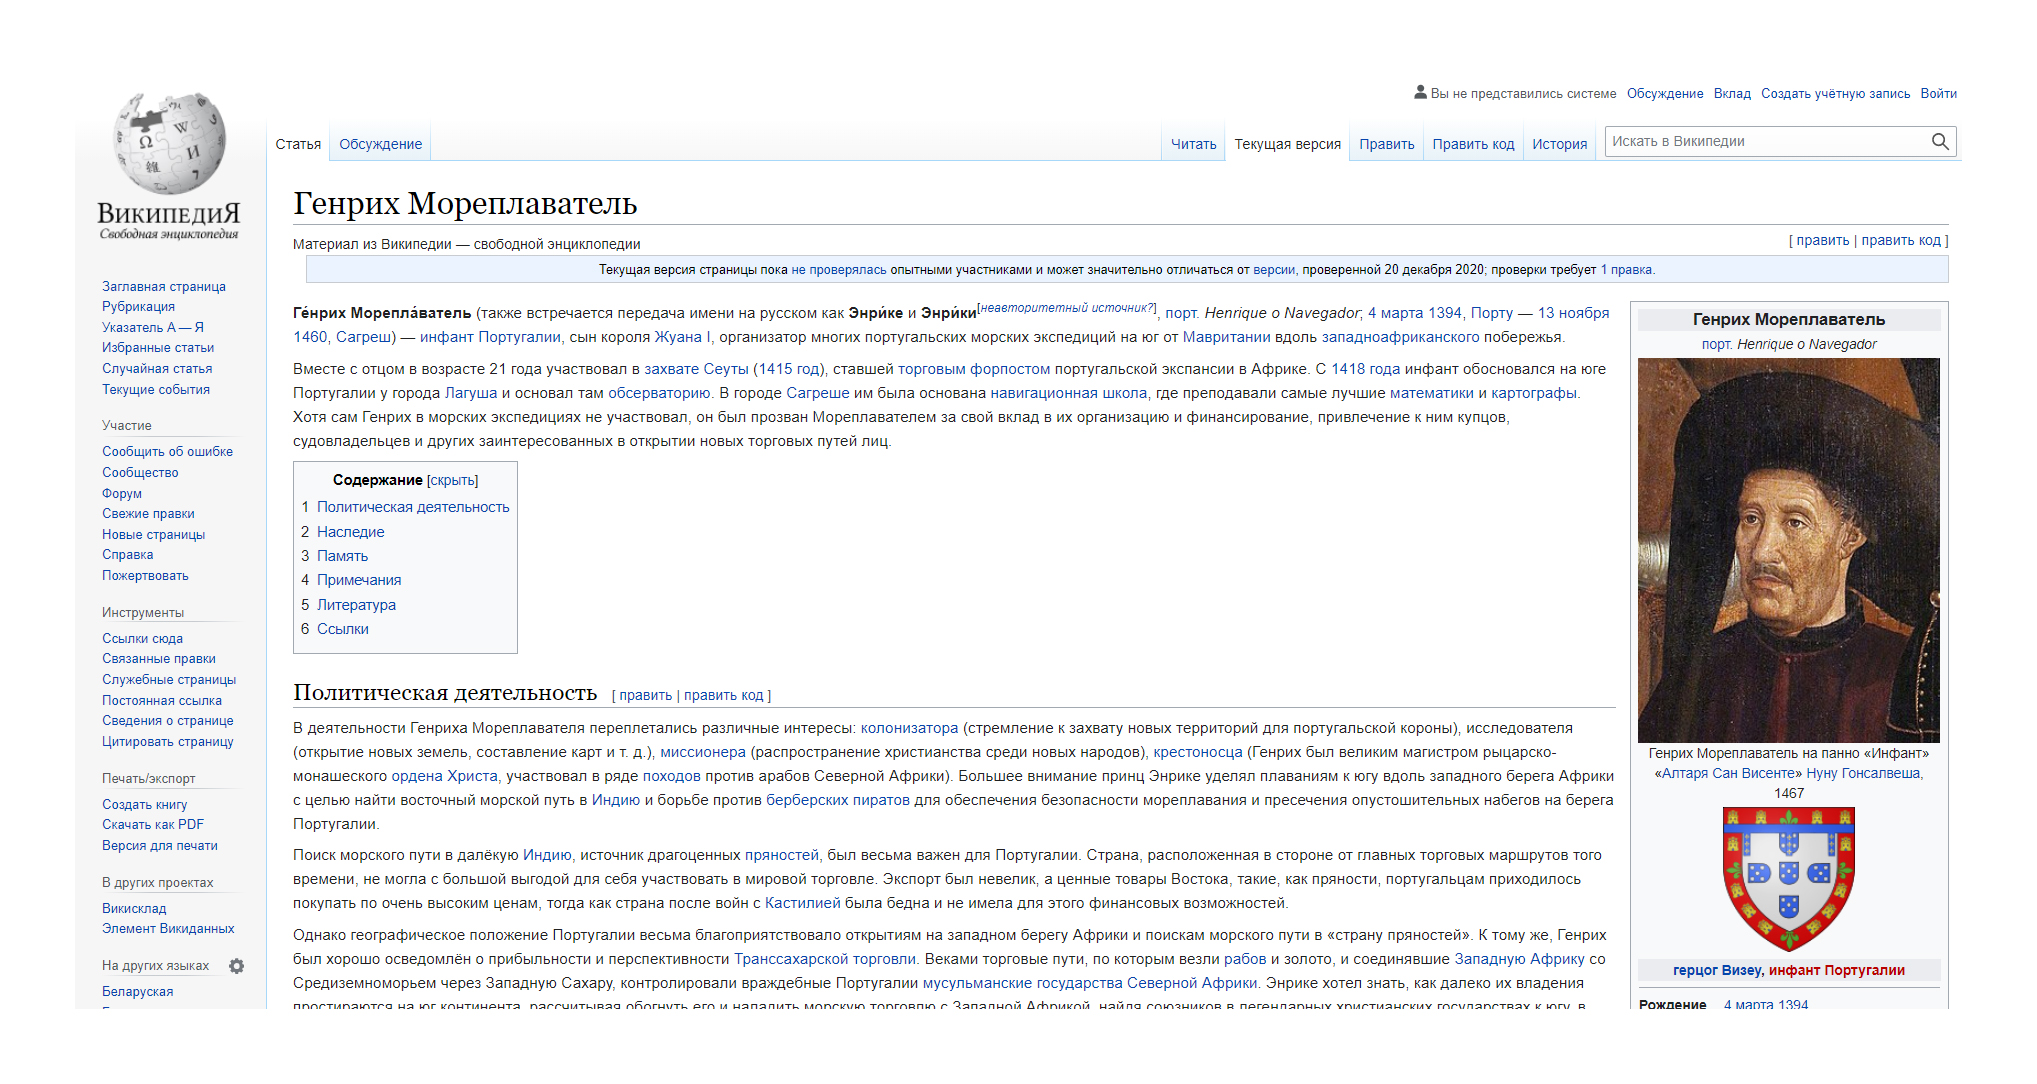 Вы не представились системе Обсуждение Вклад Создать учётную запись Войти
Статья Обсуждение Читать Текущая версия Править Править код История Искать в Википедии
ВИКИПЕДИЯ
Свободная энциклопедия
Заглавная страница
Рубрикация
Указатель А — Я
Избранные статьи
Случайная статья
Текущие события
Участие
Сообщить об ошибке
Сообщество
Форум
Свежие правки
Новые страницы
Справка
Пожертвовать
Инструменты
Ссылки сюда
Связанные правки
Служебные страницы
Постоянная ссылка
Сведения о странице
Цитировать страницу
Печать/экспорт
Создать книгу
Скачать как PDF
Версия для печати
В других проектах
Викисклад
Элемент Викиданных
На других языках
Беларуская
Генрих Мореплаватель
Материал из Википедии — свободной энциклопедии
[ править | править код ]
Текущая версия страницы пока не проверялась опытными участниками и может значительно отличаться от версии, проверенной 20 декабря 2020; проверки требует 1 правка.
Ге́нрих Морепла́ватель (также встречается передача имени на русском как Энри́ке и Энри́ки[неавторитетный источник?], порт. Henrique o Navegador; 4 марта 1394, Порту — 13 ноября
1460, Сагреш) — инфант Португалии, сын короля Жуана I, организатор многих португальских морских экспедиций на юг от Мавритании вдоль западноафриканского побережья.
Вместе с отцом в возрасте 21 года участвовал в захвате Сеуты (1415 год), ставшей торговым форпостом португальской экспансии в Африке. С 1418 года инфант обосновался на юге
Португалии у города Лагуша и основал там обсерваторию. В городе Сагреше им была основана навигационная школа, где преподавали самые лучшие математики и картографы.
Хотя сам Генрих в морских экспедициях не участвовал, он был прозван Мореплавателем за свой вклад в их организацию и финансирование, привлечение к ним купцов,
судовладельцев и других заинтересованных в открытии новых торговых путей лиц.
Содержание [скрыть]
1 Политическая деятельность
2 Наследие
3 Память
4 Примечания
5 Литература
6 Ссылки
Политическая деятельность [ править | править код ]
В деятельности Генриха Мореплавателя переплетались различные интересы: колонизатора (стремление к захвату новых территорий для португальской короны), исследователя
(открытие новых земель, составление карт и т. д.), миссионера (распространение христианства среди новых народов), крестоносца (Генрих был великим магистром рыцарско-
монашеского ордена Христа, участвовал в ряде походов против арабов Северной Африки). Большее внимание принц Энрике уделял плаваниям к югу вдоль западного берега Африки
с целью найти восточный морской путь в Индию и борьбе против берберских пиратов для обеспечения безопасности мореплавания и пресечения опустошительных набегов на берега
Португалии.
Поиск морского пути в далёкую Индию, источник драгоценных пряностей, был весьма важен для Португалии. Страна, расположенная в стороне от главных торговых маршрутов того
времени, не могла с большой выгодой для себя участвовать в мировой торговле. Экспорт был невелик, а ценные товары Востока, такие, как пряности, португальцам приходилось
покупать по очень высоким ценам, тогда как страна после войн с Кастилией была бедна и не имела для этого финансовых возможностей.
Однако географическое положение Португалии весьма благоприятствовало открытиям на западном берегу Африки и поискам морского пути в «страну пряностей». К тому же, Генрих
был хорошо осведомлён о прибыльности и перспективности Транссахарской торговли. Веками торговые пути, по которым везли рабов и золото, и соединявшие Западную Африку со
Средиземноморьем через Западную Сахару, контролировали враждебные Португалии мусульманские государства Северной Африки. Энрике хотел знать, как далеко их владения
простираются на юг континента, рассчитывая обогнуть его и наладить морскую торговлю с Западной Африкой, найдя союзников в легендарных христианских государствах к югу, в
Генрих Мореплаватель
порт. Henrique o Navegador
Генрих Мореплаватель на панно «Инфант»
«Алтаря Сан Висенте» Нуну Гонсалвеша,
1467
герцог Визеу, инфант Португалии
Рождение 4 марта 1394